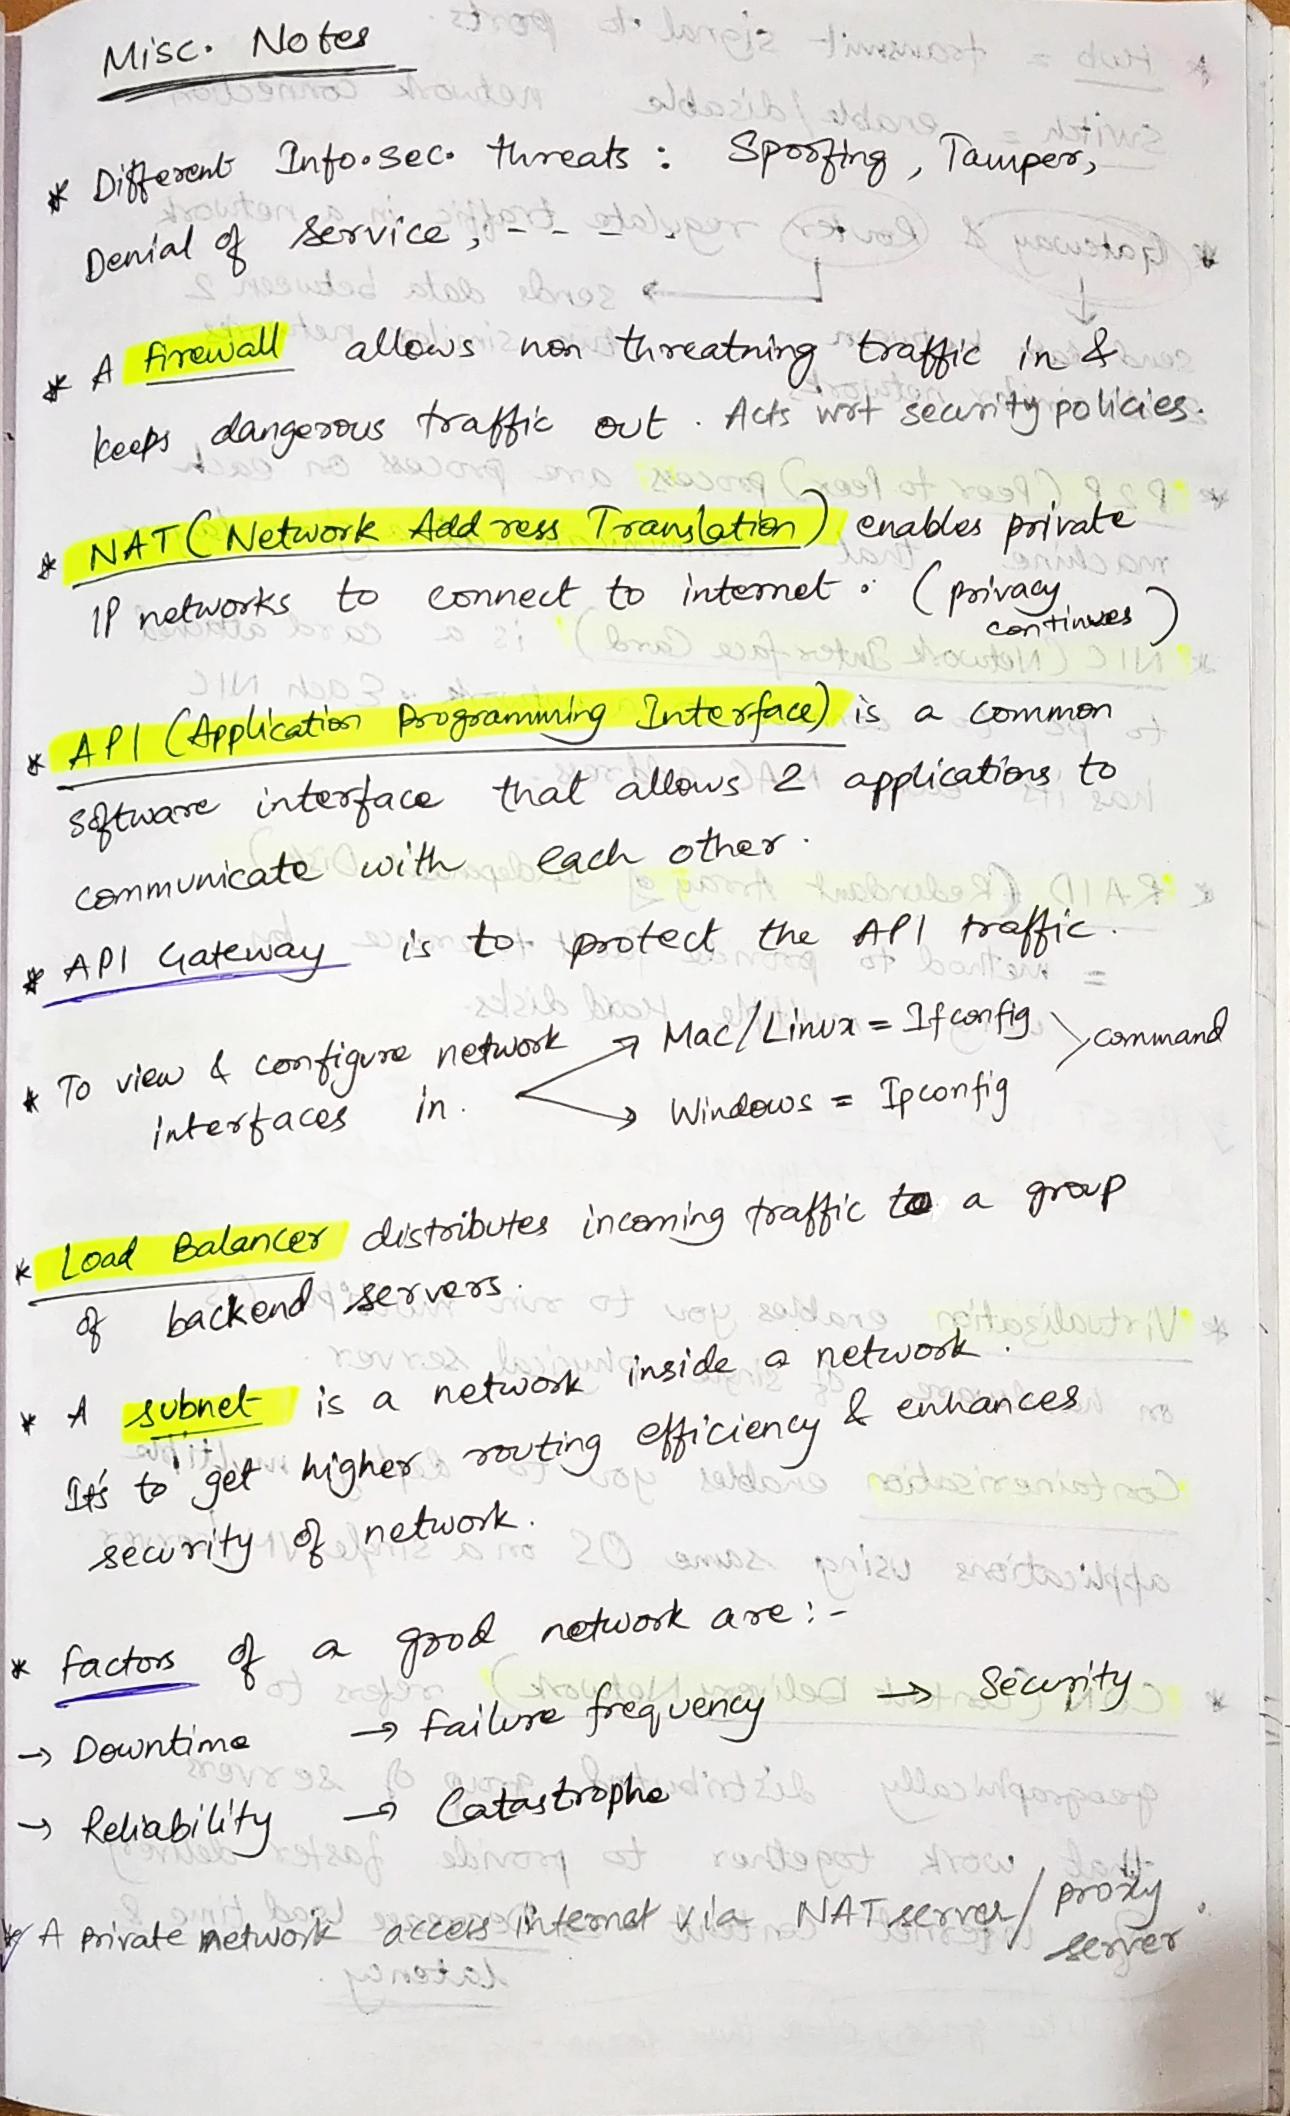 Misc. Notes
* Different Info.sec. threats : Spoofing, Tamper,
Denial of Service, - - - -
* A firewall allows non threatning traffic in &
keeps dangerous traffic out. Acts wrt security policies.
* NAT (Network Address Translation) enables private
IP networks to connect to internet. (privacy
continues)
* API (Application Programming Interface) is a common
software interface that allows 2 applications to
communicate with each other.
* API Gateway is to protect the API traffic.
* To view & configure network → Mac/Linux = Ifconfig > command
interfaces in. → Windows = Ipconfig
* Load Balancer distributes incoming traffic to a group
of backend servers.
* A subnet is a network inside a network.
It's to get higher routing efficiency & enhances
security of network.
* factors of a good network are :-
→ Downtime → failure frequency → Security
→ Reliability → Catastrophe
* A private network access internet via NAT server/ proxy
server.